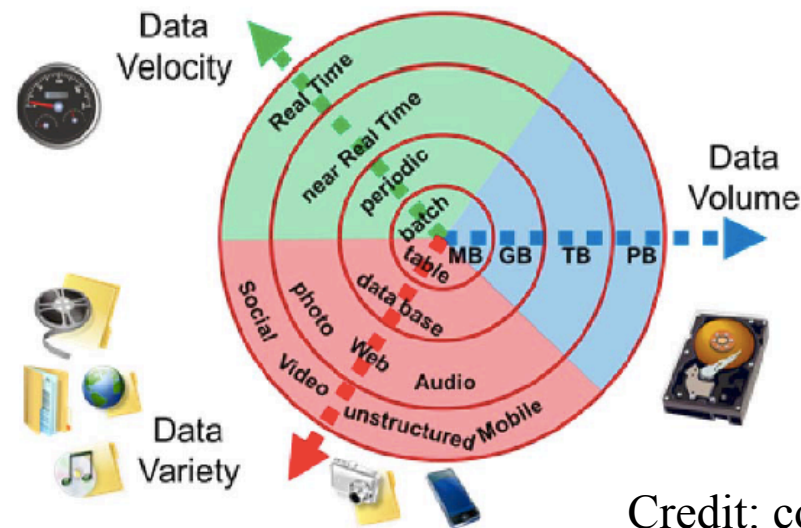 Data
Velocity
Real Time
near Real Time
periodic
batch
Data
Volume
MB GB TB PB
table
data base
photo Web Audio
Social Video unstructured Mobile
Data
Variety
Credit: